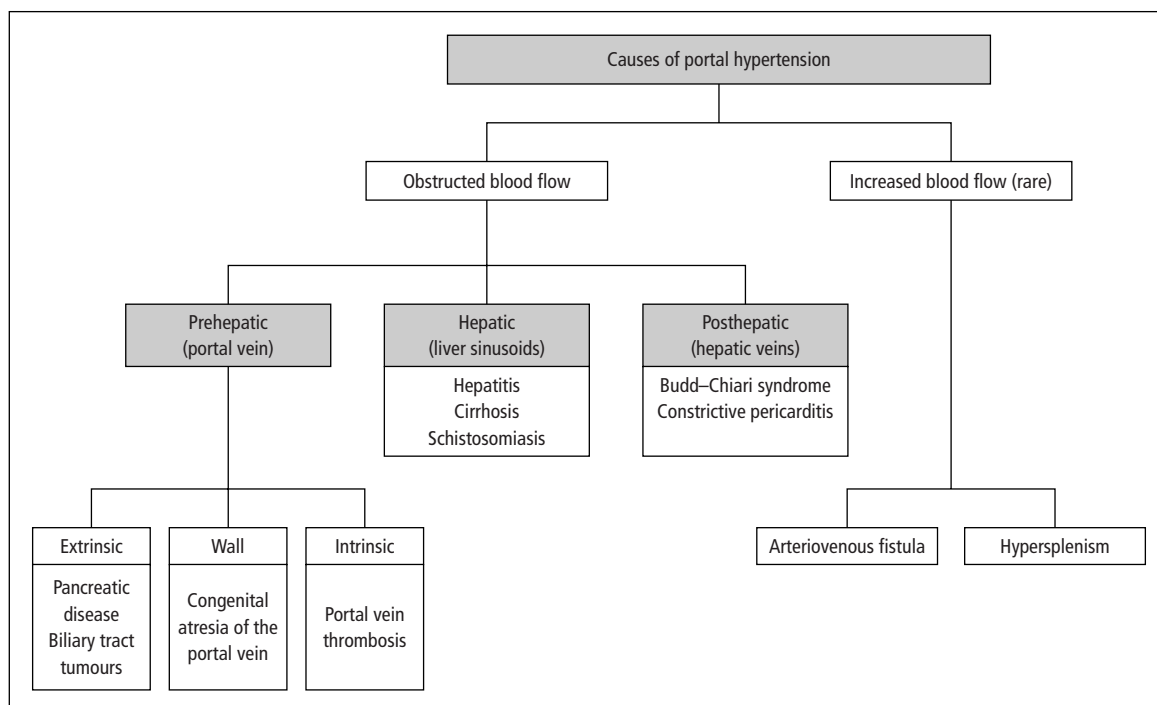 Causes of portal hypertension
Obstructed blood flow
Increased blood flow (rare)
Prehepatic
(portal vein)
Hepatic
(liver sinusoids)
Hepatitis
Cirrhosis
Schistosomiasis
Posthepatic
(hepatic veins)
Budd–Chiari syndrome
Constrictive pericarditis
Extrinsic
Pancreatic
disease
Biliary tract
tumours
Wall
Congenital
atresia of the
portal vein
Intrinsic
Portal vein
thrombosis
Arteriovenous fistula
Hypersplenism